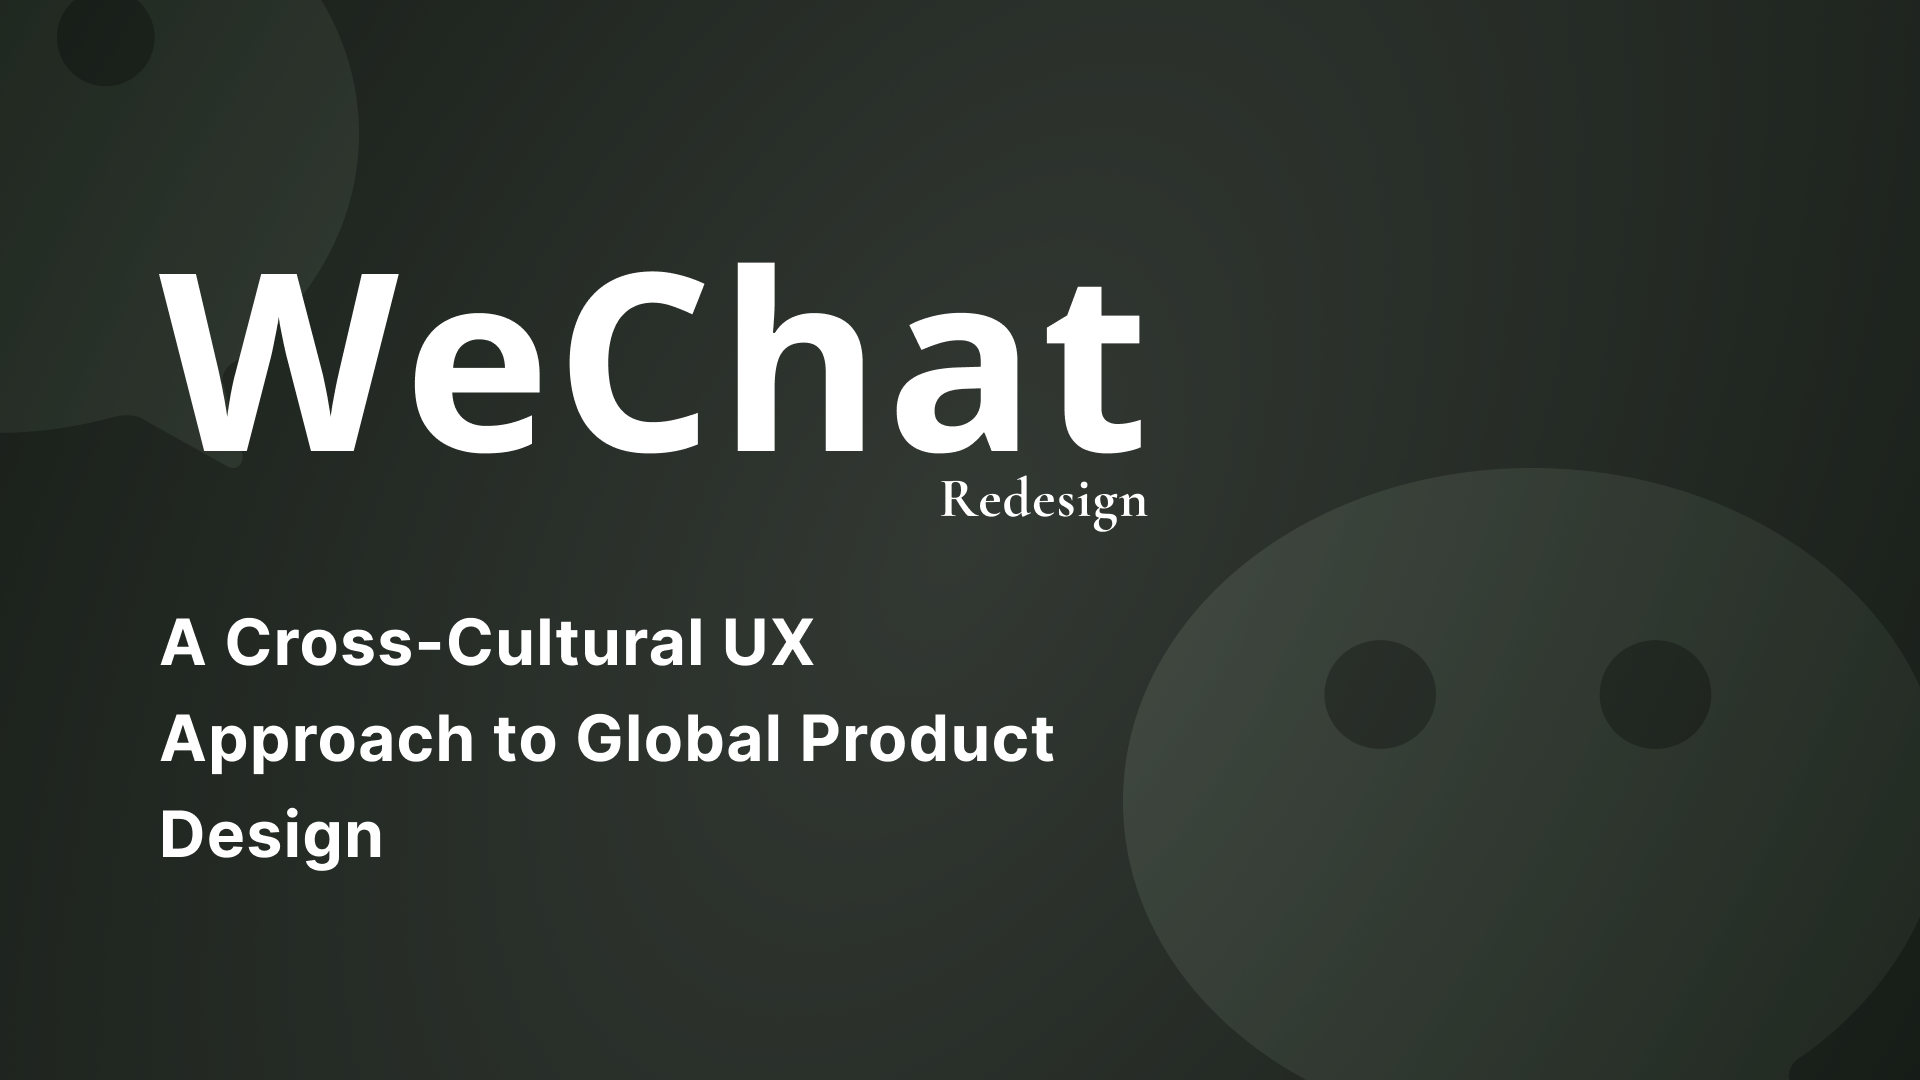 WeChat
Redesign
A Cross-Cultural UX
Approach to Global Product
Design